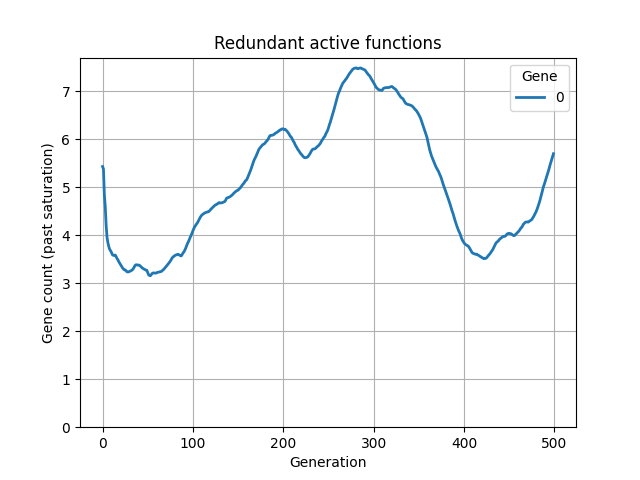 Redundant active functions
Gene
0
Gene count (past saturation)
7
6
5
4
3
2
1
0
0 100 200 300 400 500
Generation